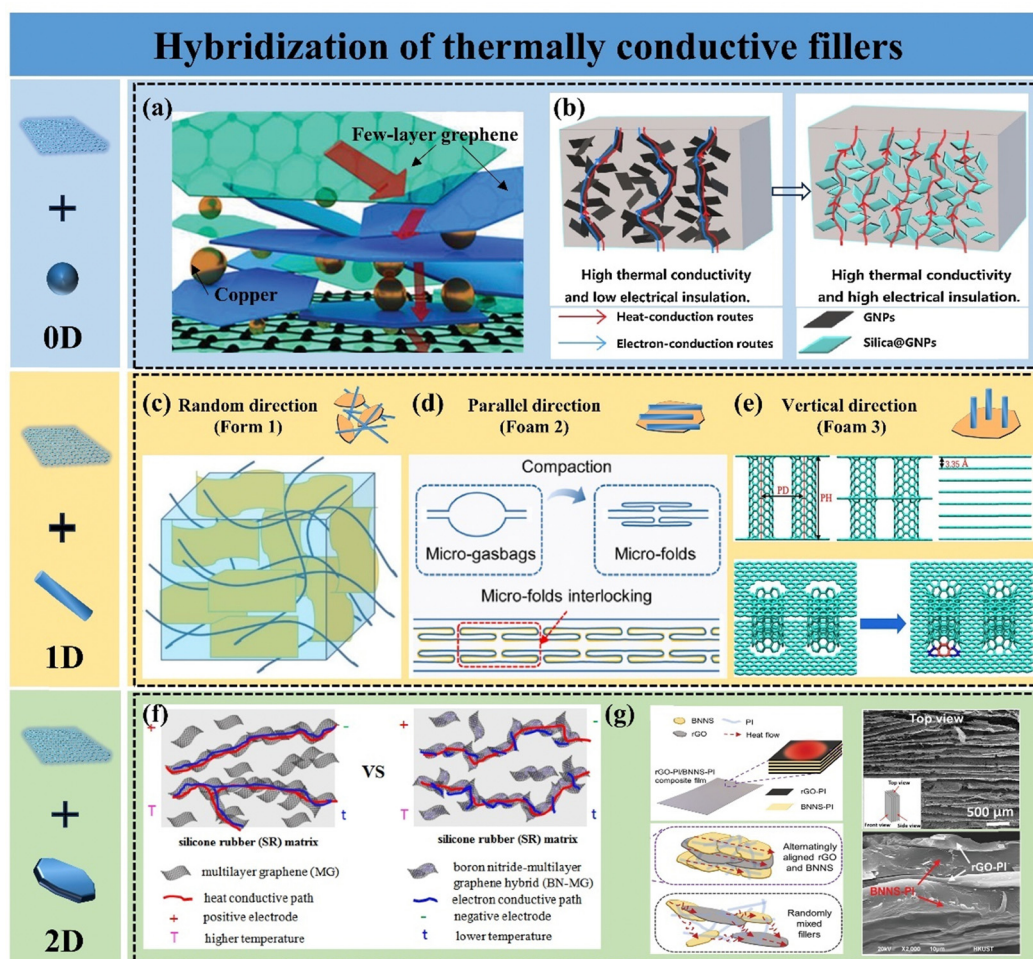 Hybridization of thermally conductive fillers
+
0D
(a)
Few-layer grephene
Copper
(b)
High thermal conductivity
and low electrical insulation.
High thermal conductivity
and high electrical insulation.
Heat-conduction routes
Electron-conduction routes
GNPs
Silica@GNPs
+
1D
(c) Random direction
(Form 1)
(d) Parallel direction
(Foam 2)
Compaction
Micro-gasbags
Micro-folds
Micro-folds interlocking
(e) Vertical direction
(Foam 3)
PD
PH
3.35 Å
+
2D
(f)
+
-
T
t
silicone rubber (SR) matrix
VS
+
-
T
t
silicone rubber (SR) matrix
multilayer graphene (MG)
heat conductive path
+ positive electrode
T higher temperature
boron nitride-multilayer
graphene hybrid (BN-MG)
electron conductive path
- negative electrode
t lower temperature
(g)
BNNS
PI
rGO
Heat flow
rGO-PI/BNNS-PI
composite film
rGO-PI
BNNS-PI
Alternatingly
aligned rGO
and BNNS
Randomly
mixed
fillers
Top view
Top view
Front view
Side view
500 μm
rGO-PI
BNNS-PI
20kV X2,000 10μm HKUST